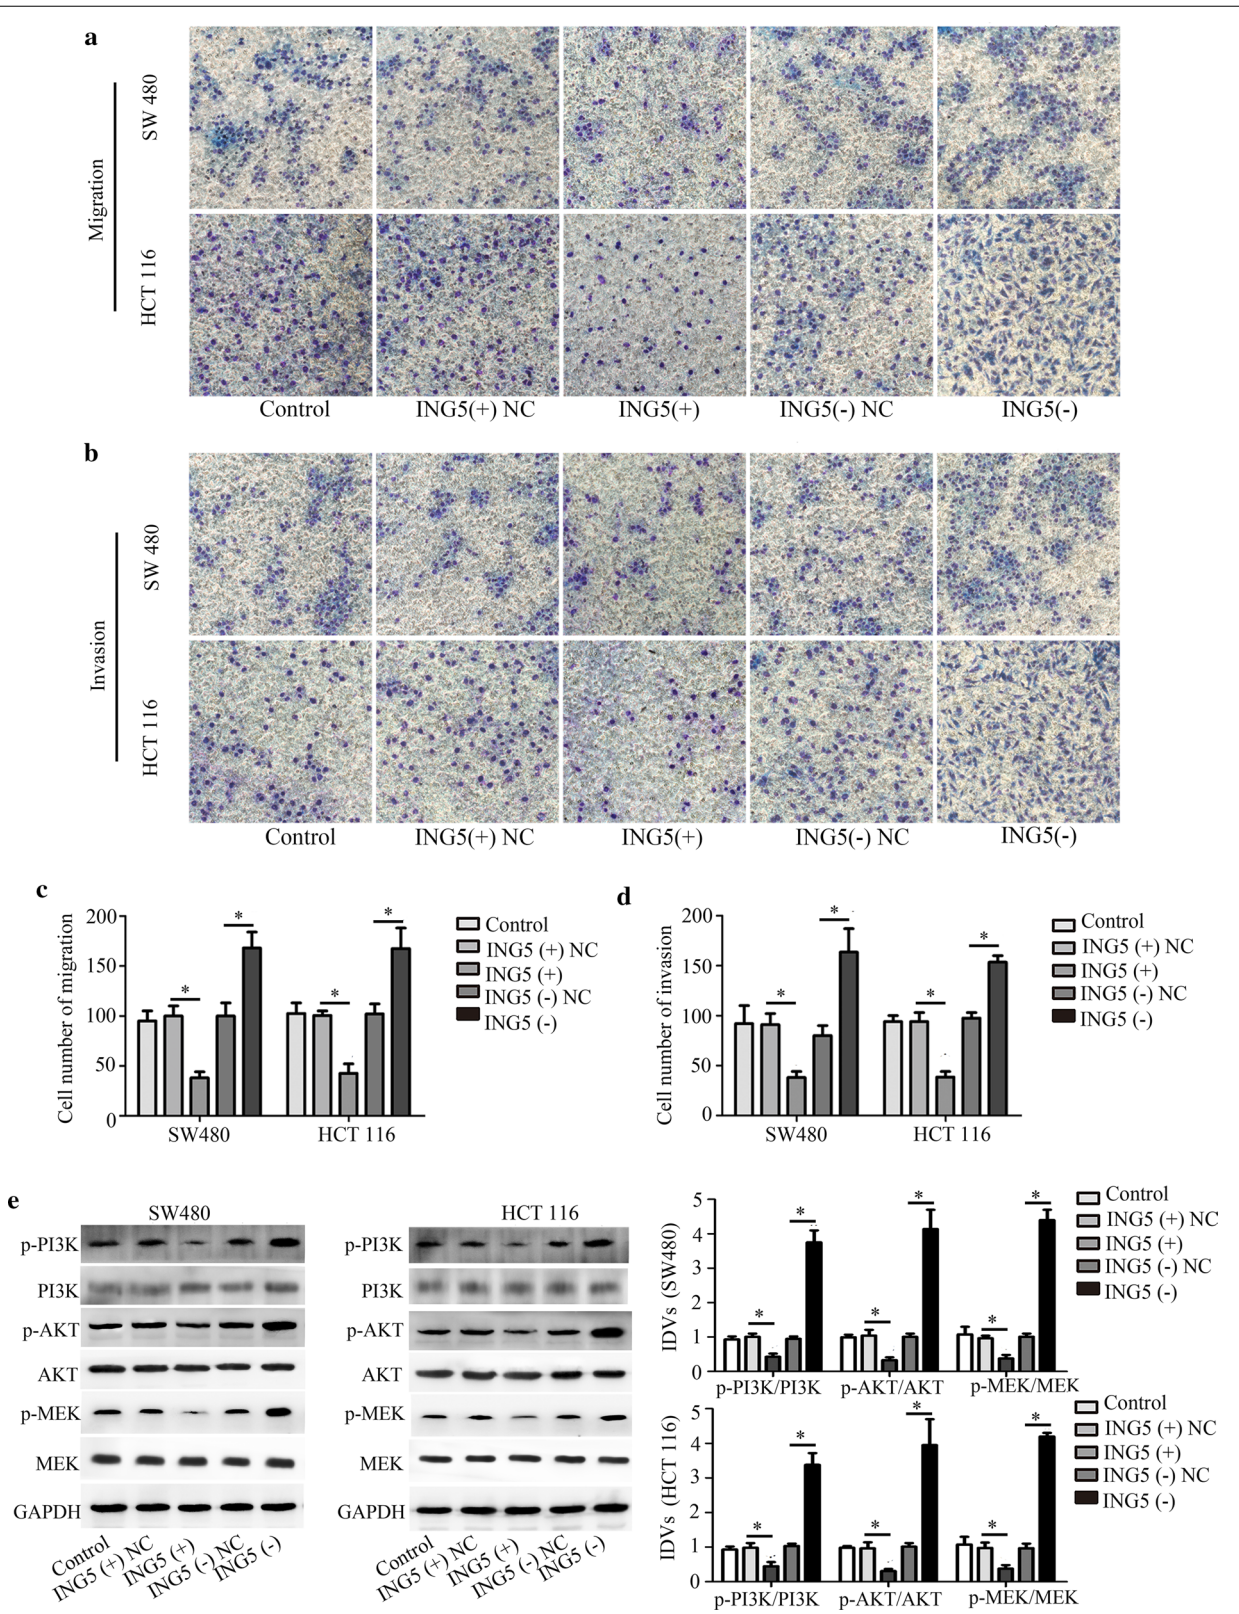 a
Migration
SW 480
HCT 116
Control
ING5(+) NC
ING5(+)
ING5(-) NC
ING5(-)
b
Invasion
SW 480
HCT 116
Control
ING5(+) NC
ING5(+)
ING5(-) NC
ING5(-)
c
Cell number of migration
200
150
100
50
0
*
*
*
*
SW480
HCT 116
Control
ING5 (+) NC
ING5 (+)
ING5 (-) NC
ING5 (-)
d
Cell number of invasion
200
150
100
50
0
*
*
*
*
SW480
HCT 116
Control
ING5 (+) NC
ING5 (+)
ING5 (-) NC
ING5 (-)
e
SW480
p-PI3K
PI3K
p-AKT
AKT
p-MEK
MEK
GAPDH
Control
ING5 (+) NC
ING5 (+)
ING5 (-) NC
ING5 (-)
HCT 116
p-PI3K
PI3K
p-AKT
AKT
p-MEK
MEK
GAPDH
Control
ING5 (+) NC
ING5 (+)
ING5 (-) NC
ING5 (-)
IDVs (SW480)
5
4
3
2
1
0
*
*
*
*
*
*
p-PI3K/PI3K
p-AKT/AKT
p-MEK/MEK
Control
ING5 (+) NC
ING5 (+)
ING5 (-) NC
ING5 (-)
IDVs (HCT 116)
5
4
3
2
1
0
*
*
*
*
*
*
p-PI3K/PI3K
p-AKT/AKT
p-MEK/MEK
Control
ING5 (+) NC
ING5 (+)
ING5 (-) NC
ING5 (-)